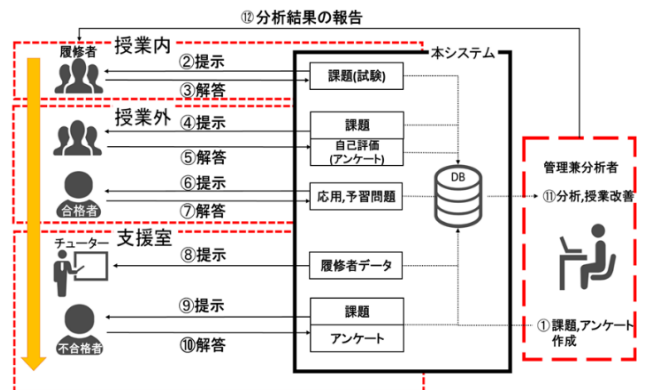 ⑫分析結果の報告
授業内
履修者
②提示
③解答
本システム
課題(試験)
授業外
④提示
⑤解答
課題
自己評価
(アンケート)
⑥提示
⑦解答
合格者
応用,予習問題
DB
管理兼分析者
⑪分析,授業改善
支援室
チューター
⑧提示
履修者データ
⑨提示
⑩解答
不合格者
課題
アンケート
①課題,アンケート
作成